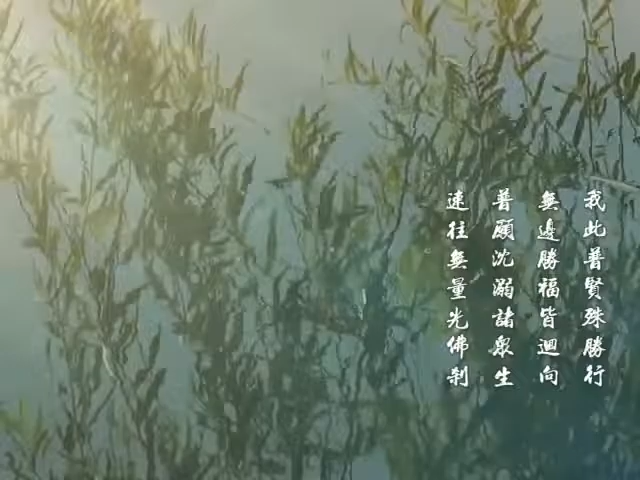 我此普賢殊勝行
無邊勝福皆迴向
普願沈溺諸眾生
速往無量光佛剎